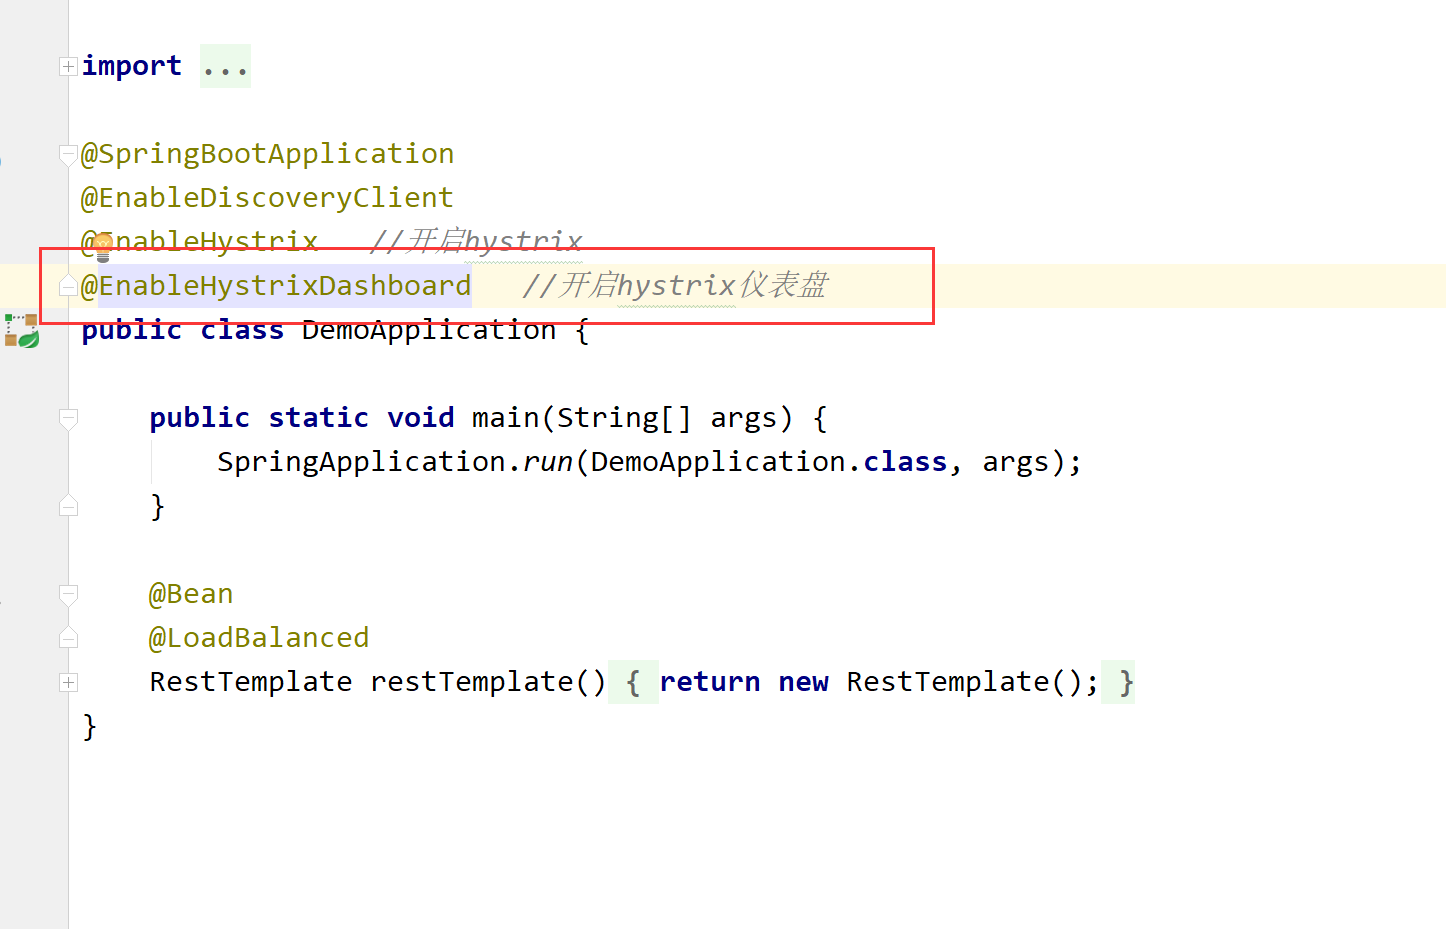 import ...
@SpringBootApplication
@EnableDiscoveryClient
@EnableHystrix   //开启hystrix
@EnableHystrixDashboard   //开启hystrix仪表盘
public class DemoApplication {
    public static void main(String[] args) {
        SpringApplication.run(DemoApplication.class, args);
    }
    @Bean
    @LoadBalanced
    RestTemplate restTemplate() { return new RestTemplate(); }
}